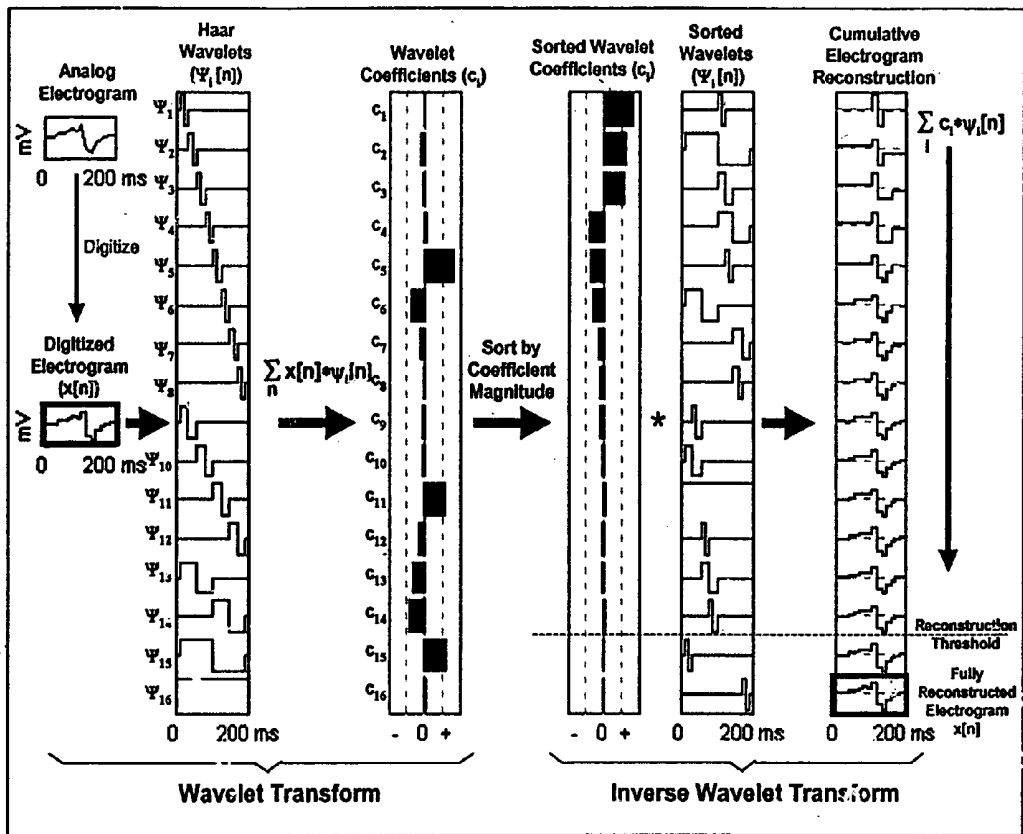 Analog
Electrogram
mV
0 200 ms
Digitize
Digitized
Electrogram
(x[n])
mV
0 200 ms
Haar
Wavelets
(Ψi[n])
Ψ1
Ψ2
Ψ3
Ψ4
Ψ5
Ψ6
Ψ7
Ψ8
Ψ9
Ψ10
Ψ11
Ψ12
Ψ13
Ψ14
Ψ15
Ψ16
0 200 ms
∑ x[n]*ψi[n]
n
Wavelet
Coefficients (ci)
c1
c2
c3
c4
c5
c6
c7
c8
c9
c10
c11
c12
c13
c14
c15
c16
- 0 +
Wavelet Transform
Sort by
Coefficient
Magnitude
Sorted Wavelet
Coefficients (ci)
- 0 +
*
Sorted
Wavelets
(Ψi[n])
0 200 ms
Cumulative
Electrogram
Reconstruction
0 200 ms
∑ ci*ψi[n]
i
Reconstruction
Threshold
Fully
Reconstructed
Electrogram
x[n]
Inverse Wavelet Transform